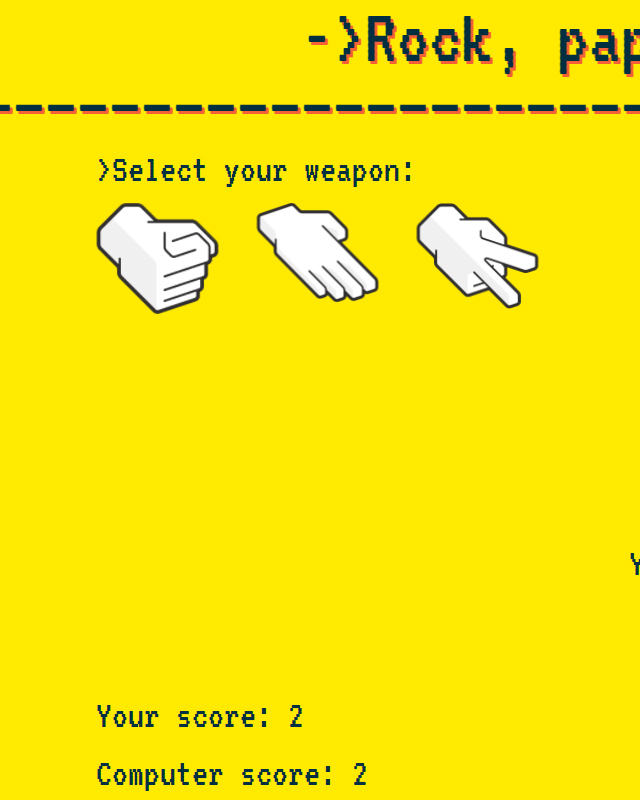 ->Rock, pap
>Select your weapon:
Y
Your score: 2
Computer score: 2